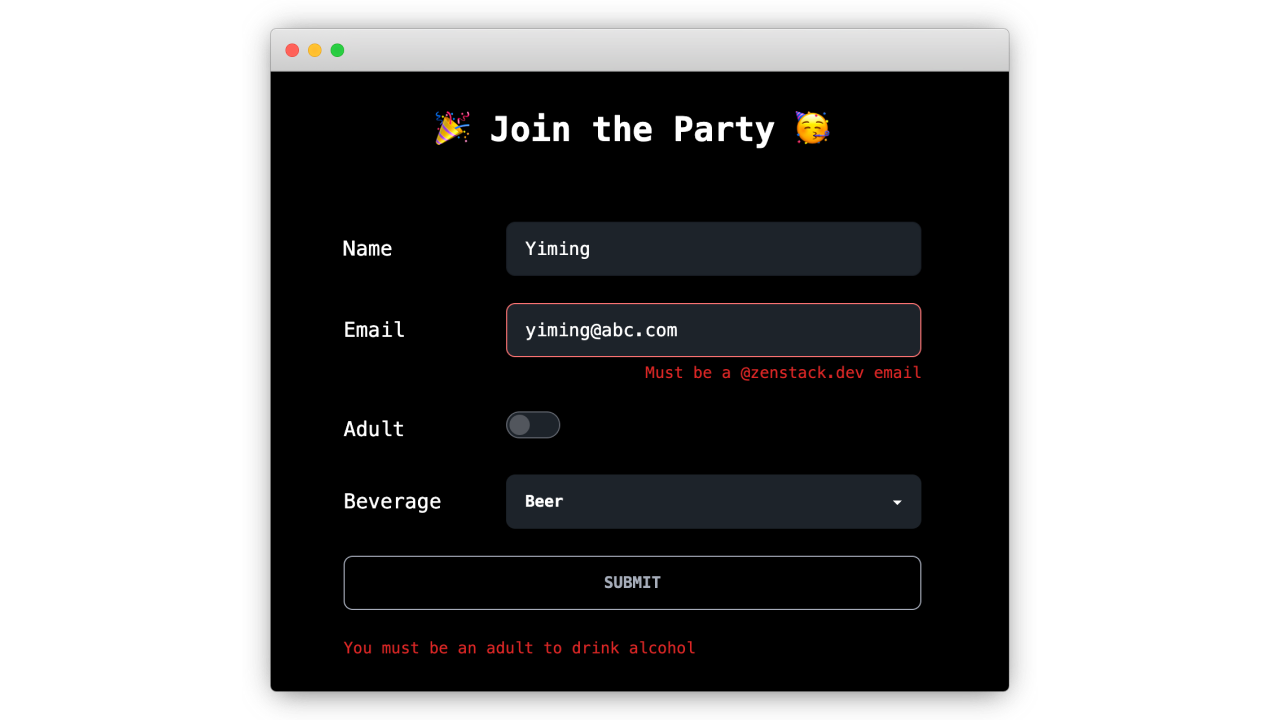 🎉 Join the Party 🥳
Name
Yiming
Email
yiming@abc.com
Must be a @zenstack.dev email
Adult
Beverage
Beer
SUBMIT
You must be an adult to drink alcohol